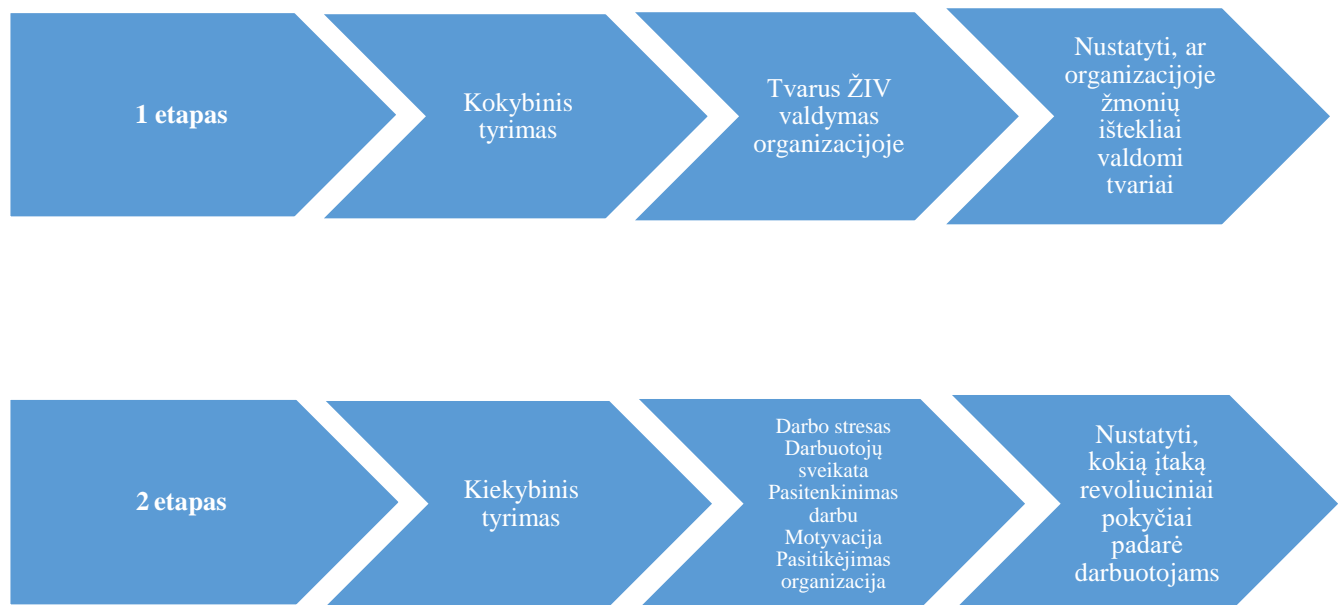 1 etapas
Kokybinis
tyrimas
Tvarus ŽIV
valdymas
organizacijoje
Nustatyti, ar
organizacijoje
žmonių
ištekliai
valdomi
tvariai
2 etapas
Kiekybinis
tyrimas
Darbo stresas
Darbuotojų
sveikata
Pasitenkinimas
darbu
Motyvacija
Pasitikėjimas
organizacija
Nustatyti,
kokią įtaką
revoliuciniai
pokyčiai
padarė
darbuotojams